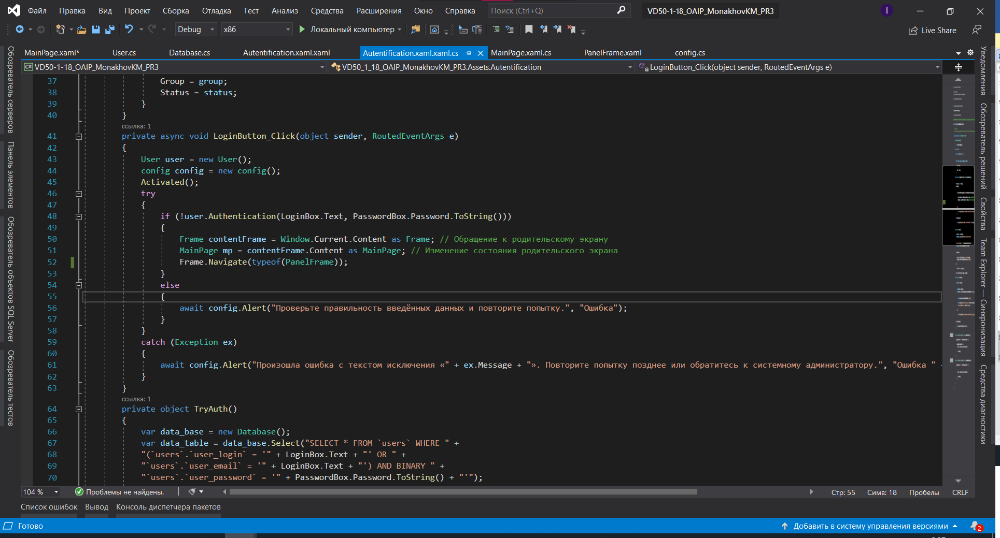 Файл Правка Вид Проект Сборка Отладка Тест Анализ Средства Расширения Окно Справка Поиск (Ctrl+Q) VD50-1-18_OAIP_MonakhovKM_PR3 I
Debug x86 Локальный компьютер Live Share
MainPage.xaml* User.cs Database.cs Autentification.xaml.xaml Autentification.xaml.xaml.cs MainPage.xaml.cs PanelFrame.xaml config.cs
C# VD50-1-18_OAIP_MonakhovKM_PR3 VD50_1_18_OAIP_MonakhovKM_PR3.Assets.Autentification LoginButton_Click(object sender, RoutedEventArgs e)
Обозреватель серверов
Панель элементов
Обозреватель объектов SQL Server
Обозреватель тестов
37 Group = group;
38 Status = status;
39 }
40 }
ссылка: 1
41 private async void LoginButton_Click(object sender, RoutedEventArgs e)
42 {
43 User user = new User();
44 config config = new config();
45 Activated();
46 try
47 {
48 if (!user.Authentication(LoginBox.Text, PasswordBox.Password.ToString()))
49 {
50 Frame contentFrame = Window.Current.Content as Frame; // Обращение к родительскому экрану
51 MainPage mp = contentFrame.Content as MainPage; // Изменение состояния родительского экрана
52 Frame.Navigate(typeof(PanelFrame));
53 }
54 else
55 {
56 await config.Alert("Проверьте правильность введённых данных и повторите попытку.", "Ошибка");
57 }
58 }
59 catch (Exception ex)
60 {
61 await config.Alert("Произошла ошибка с текстом исключения «" + ex.Message + "». Повторите попытку позднее или обратитесь к системному администратору.", "Ошибка "
62 }
63 }
ссылка: 1
64 private object TryAuth()
65 {
66 var data_base = new Database();
67 var data_table = data_base.Select("SELECT * FROM `users` WHERE " +
68 "(`users`.`user_login` = '" + LoginBox.Text + "' OR " +
69 "`users`.`user_email` = '" + LoginBox.Text + "') AND BINARY " +
70 "`users`.`user_password` = '" + PasswordBox.Password.ToString() + "'");
Уведомления
Обозреватель решений
Свойства
Team Explorer — Синхронизация
Средства диагностики
104 % Проблемы не найдены. Стр: 55 Симв: 18 Пробелы CRLF
Список ошибок Вывод Консоль диспетчера пакетов
Готово Добавить в систему управления версиями 2